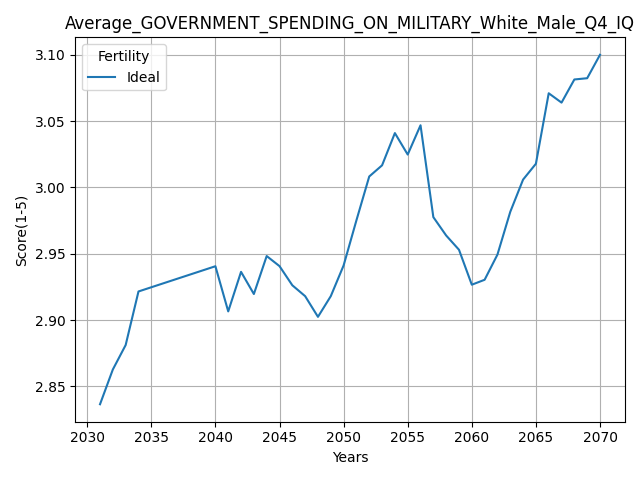 Average_GOVERNMENT_SPENDING_ON_MILITARY_White_Male_Q4_IQ
Fertility
Ideal
3.10
3.05
3.00
2.95
2.90
2.85
Score(1-5)
2030 2035 2040 2045 2050 2055 2060 2065 2070
Years